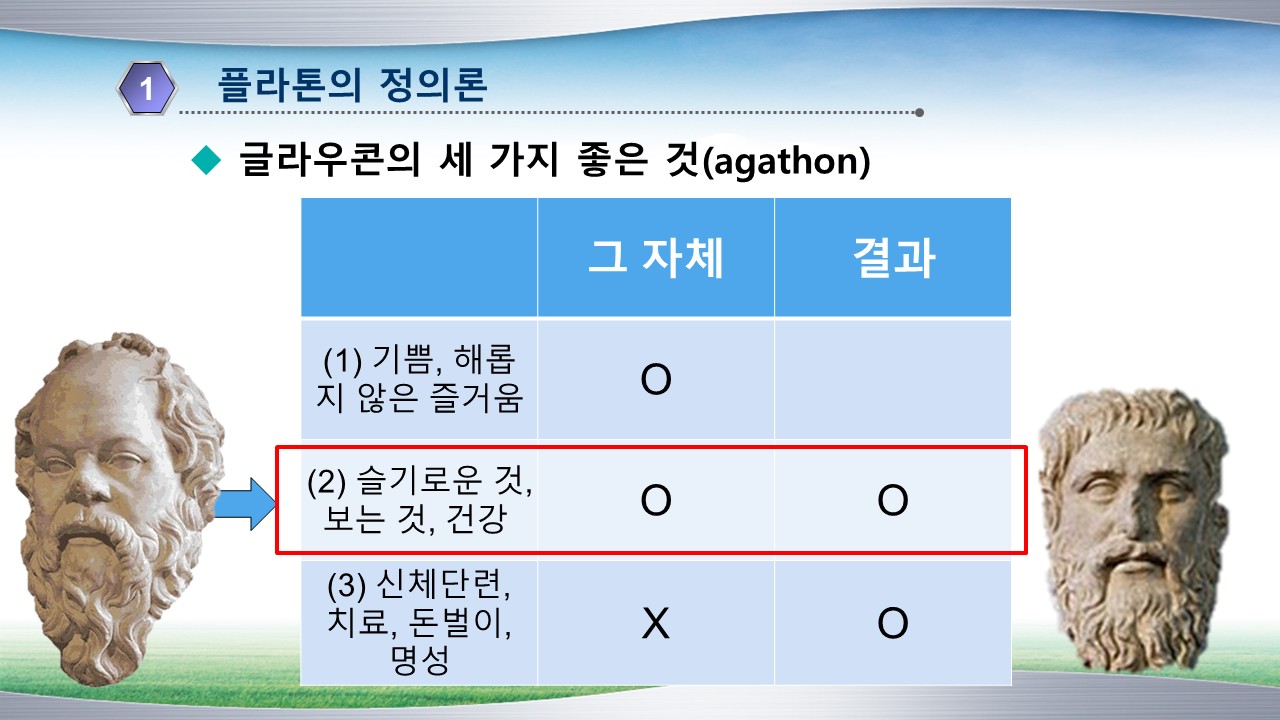 1
플라톤의 정의론
글라우콘의 세 가지 좋은 것(agathon)
그 자체 결과
(1) 기쁨, 해롭
지 않은 즐거움
O
(2) 슬기로운 것,
보는 것, 건강
O O
(3) 신체단련,
치료, 돈벌이,
명성
X O